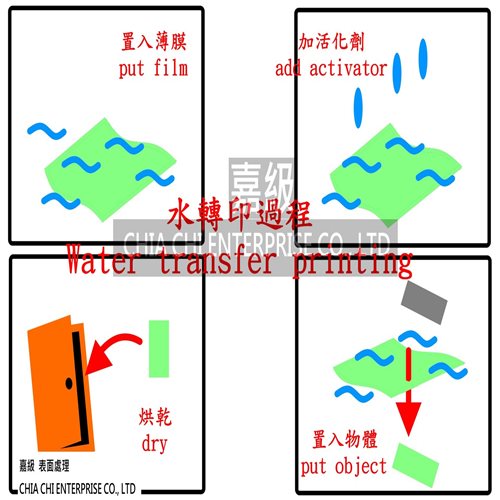 置入薄膜
put film
加活化劑
add activator
嘉級
水轉印過程
CHIA CHI ENTERPRISE CO., LTD
Water transfer printing
烘乾
dry
嘉級 表面處理
CHIA CHI ENTERPRISE CO., LTD
置入物體
put object